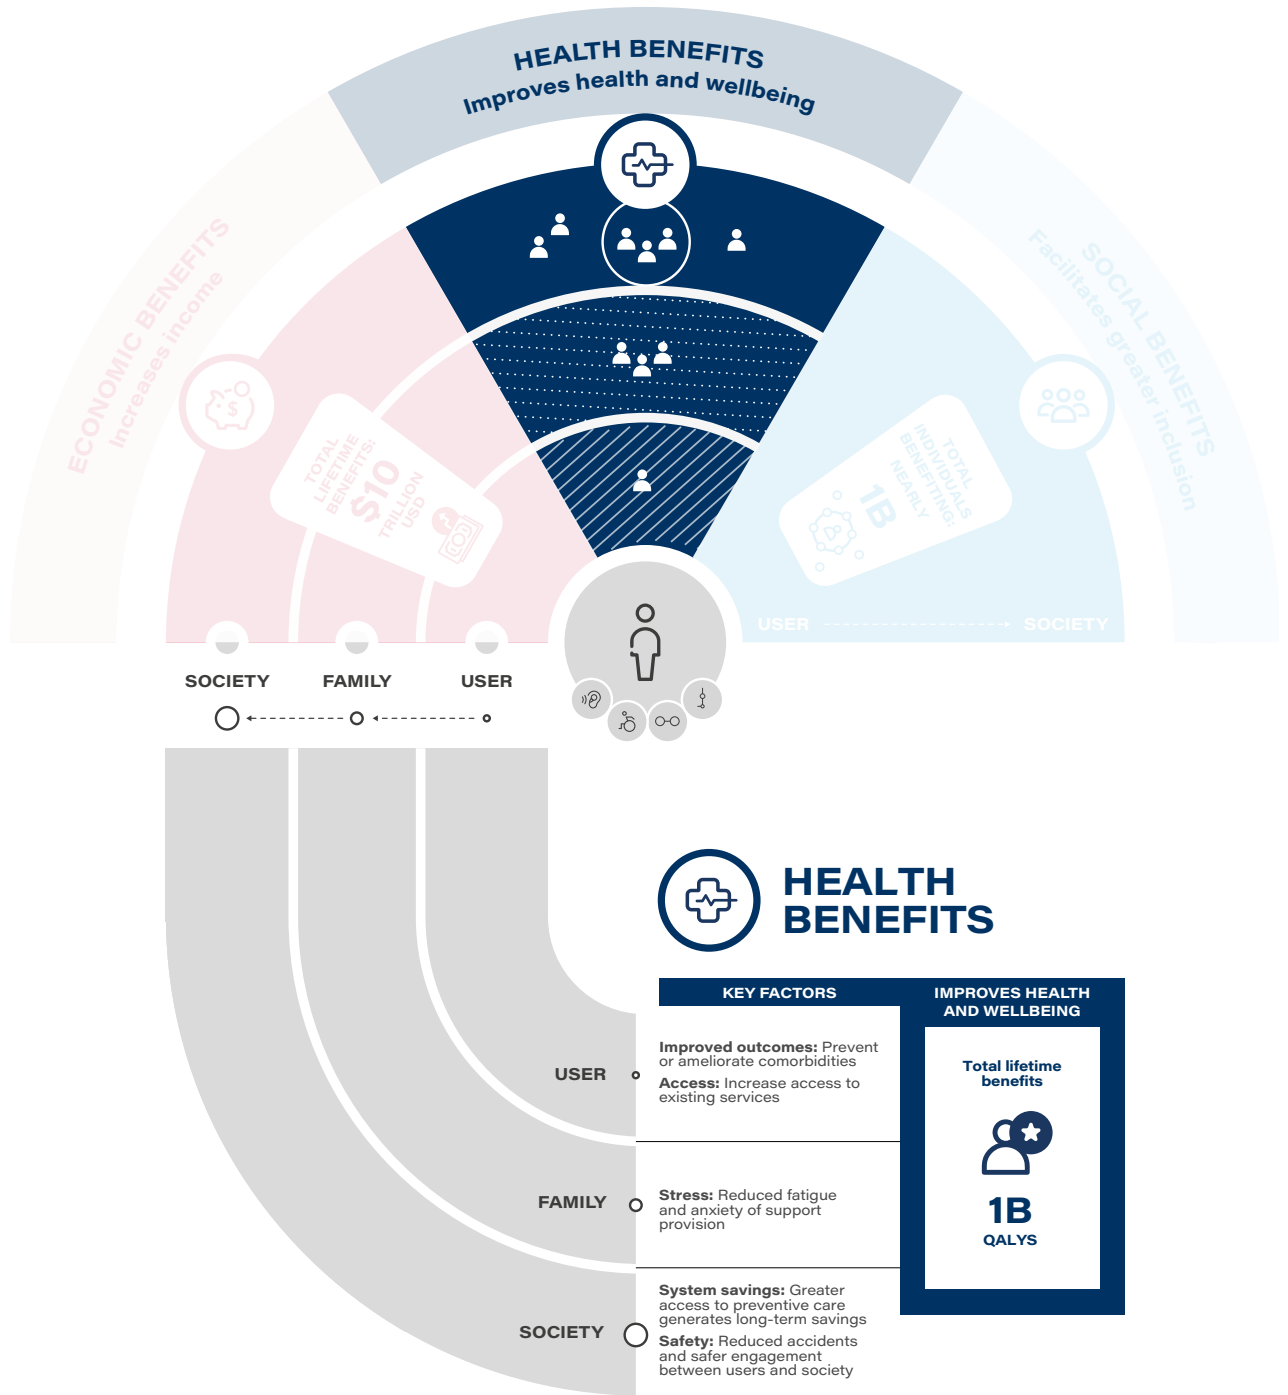 HEALTH BENEFITS
Improves health and wellbeing
ECONOMIC BENEFITS
Increases income
SOCIAL BENEFITS
Facilitates greater inclusion
TOTAL
LIFETIME
BENEFITS:
$10
TRILLION
USD
TOTAL
INDIVIDUALS
BENEFITING:
NEARLY
1B
USER
SOCIETY
SOCIETY
FAMILY
USER
HEALTH
BENEFITS
KEY FACTORS
IMPROVES HEALTH
AND WELLBEING
USER
Improved outcomes: Prevent
or ameliorate comorbidities
Access: Increase access to
existing services
Total lifetime
benefits
1B
QALYS
FAMILY
Stress: Reduced fatigue
and anxiety of support
provision
SOCIETY
System savings: Greater
access to preventive care
generates long-term savings
Safety: Reduced accidents
and safer engagement
between users and society